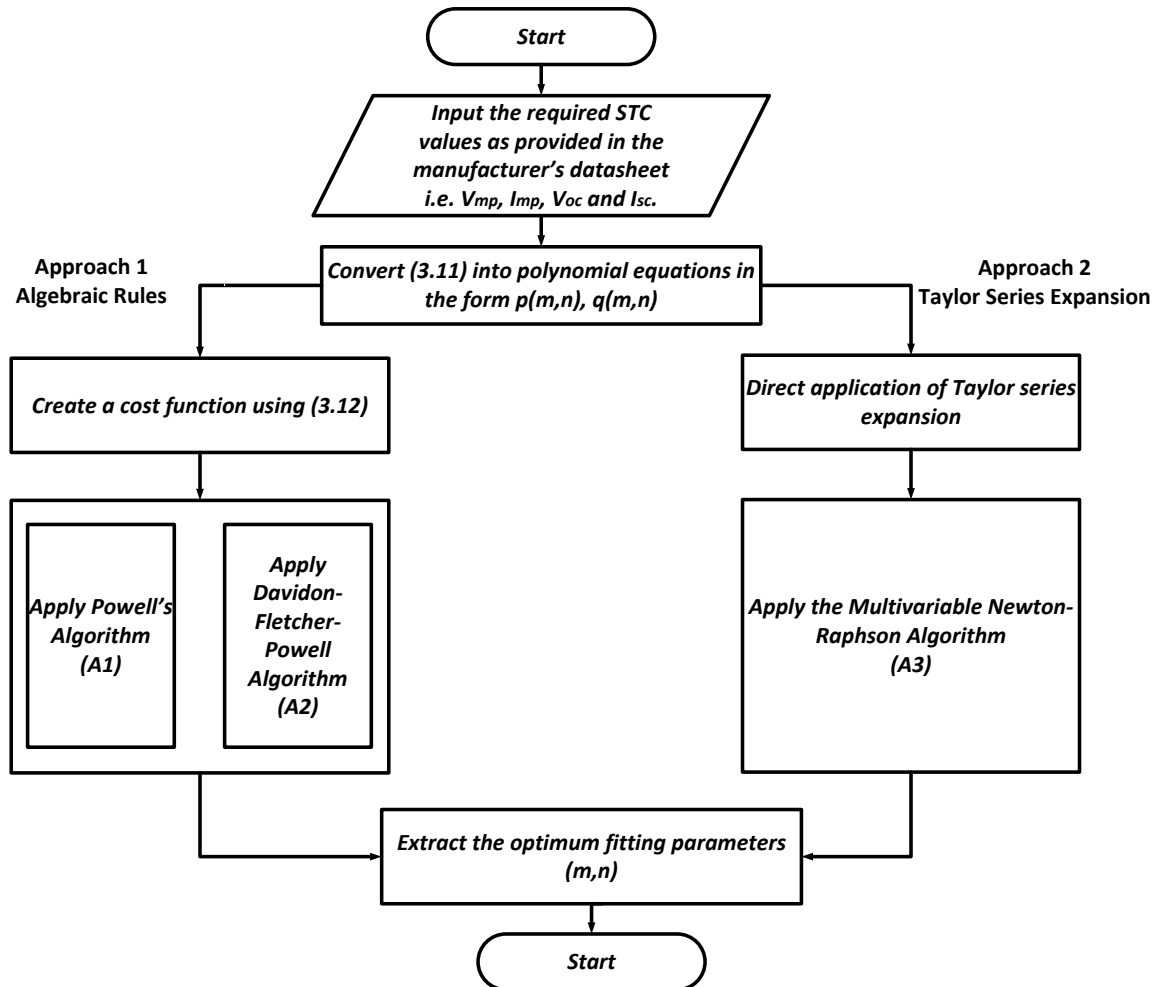 Start
Input the required STC
values as provided in the
manufacturer's datasheet
i.e. Vmp, Imp, Voc and Isc.
Convert (3.11) into polynomial equations in
the form p(m,n), q(m,n)
Approach 1
Algebraic Rules
Approach 2
Taylor Series Expansion
Create a cost function using (3.12)
Direct application of Taylor series
expansion
Apply Powell's
Algorithm
(A1)
Apply
Davidon-
Fletcher-
Powell
Algorithm
(A2)
Apply the Multivariable Newton-
Raphson Algorithm
(A3)
Extract the optimum fitting parameters
(m,n)
Start